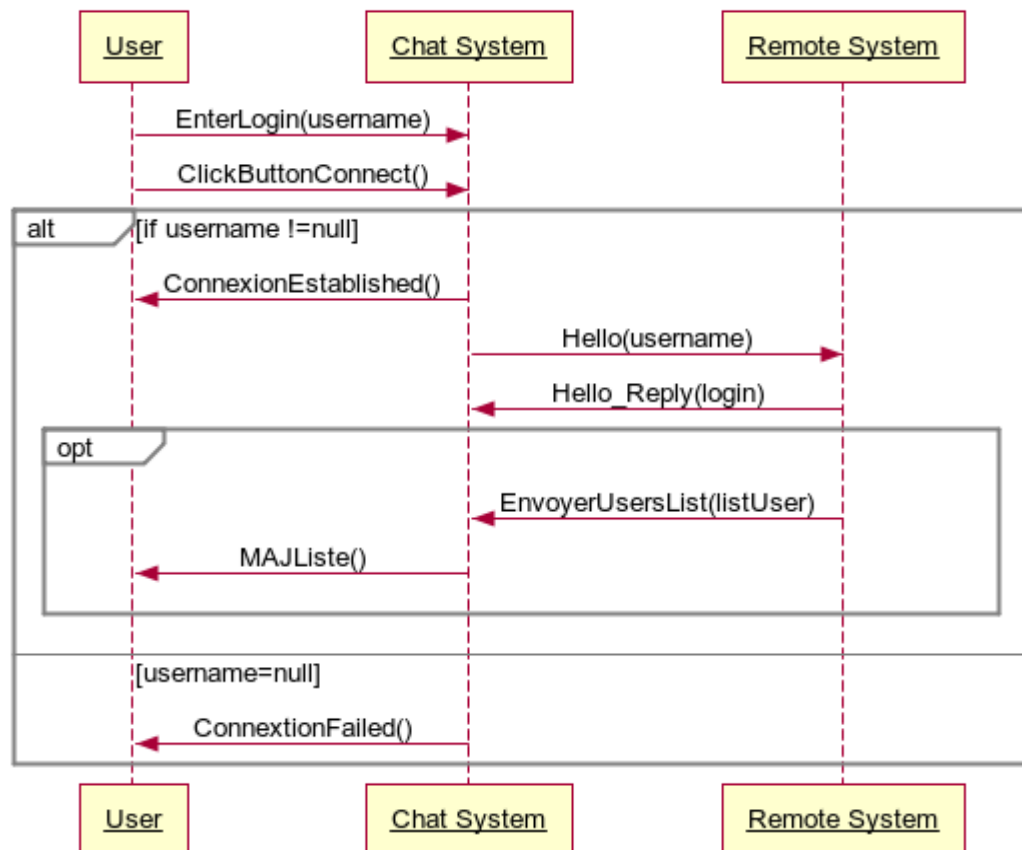 User
Chat System
Remote System
EnterLogin(username)
ClickButtonConnect()
alt
[if username !=null]
ConnexionEstablished()
Hello(username)
Hello_Reply(login)
opt
EnvoyerUsersList(listUser)
MAJListe()
[username=null]
ConnextionFailed()
User
Chat System
Remote System